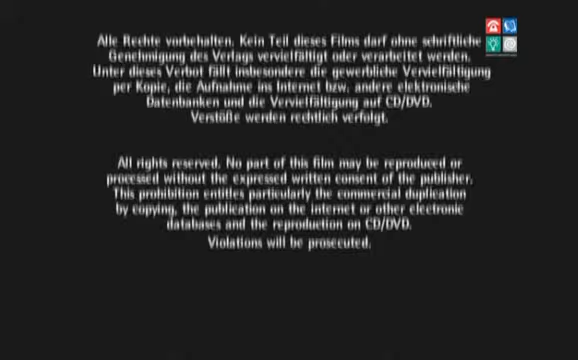 Alle Rechte vorbehalten. Kein Teil dieses Films darf ohne schriftliche
Genehmigung des Verlags vervielfältigt oder verarbeitet werden.
Unter dieses Verbot fällt insbesondere die gewerbliche Vervielfältigung
per Kopie, die Aufnahme ins Internet bzw. andere elektronische
Datenbanken und die Vervielfältigung auf CD/DVD.
Verstöße werden rechtlich verfolgt.
All rights reserved. No part of this film may be reproduced or
processed without the expressed written consent of the publisher.
This prohibition entitles particularly the commercial duplication
by copying, the publication on the Internet or other electronic
databases and the reproduction on CD/DVD.
Violations will be prosecuted.